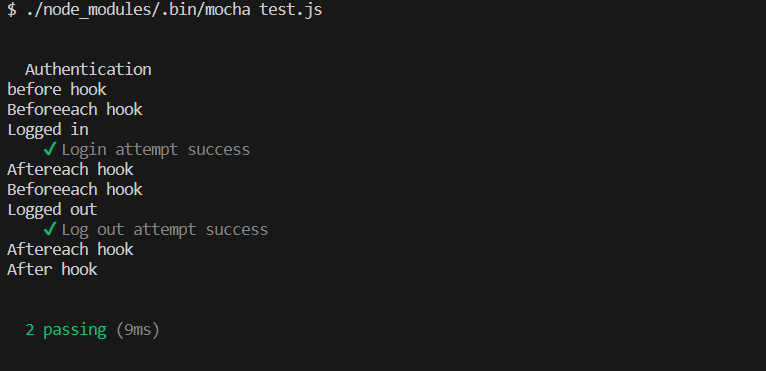 $ ./node_modules/.bin/mocha test.js
Authentication
before hook
Beforeeach hook
Logged in
✓ Login attempt success
Aftereach hook
Beforeeach hook
Logged out
✓ Log out attempt success
Aftereach hook
After hook
2 passing (9ms)